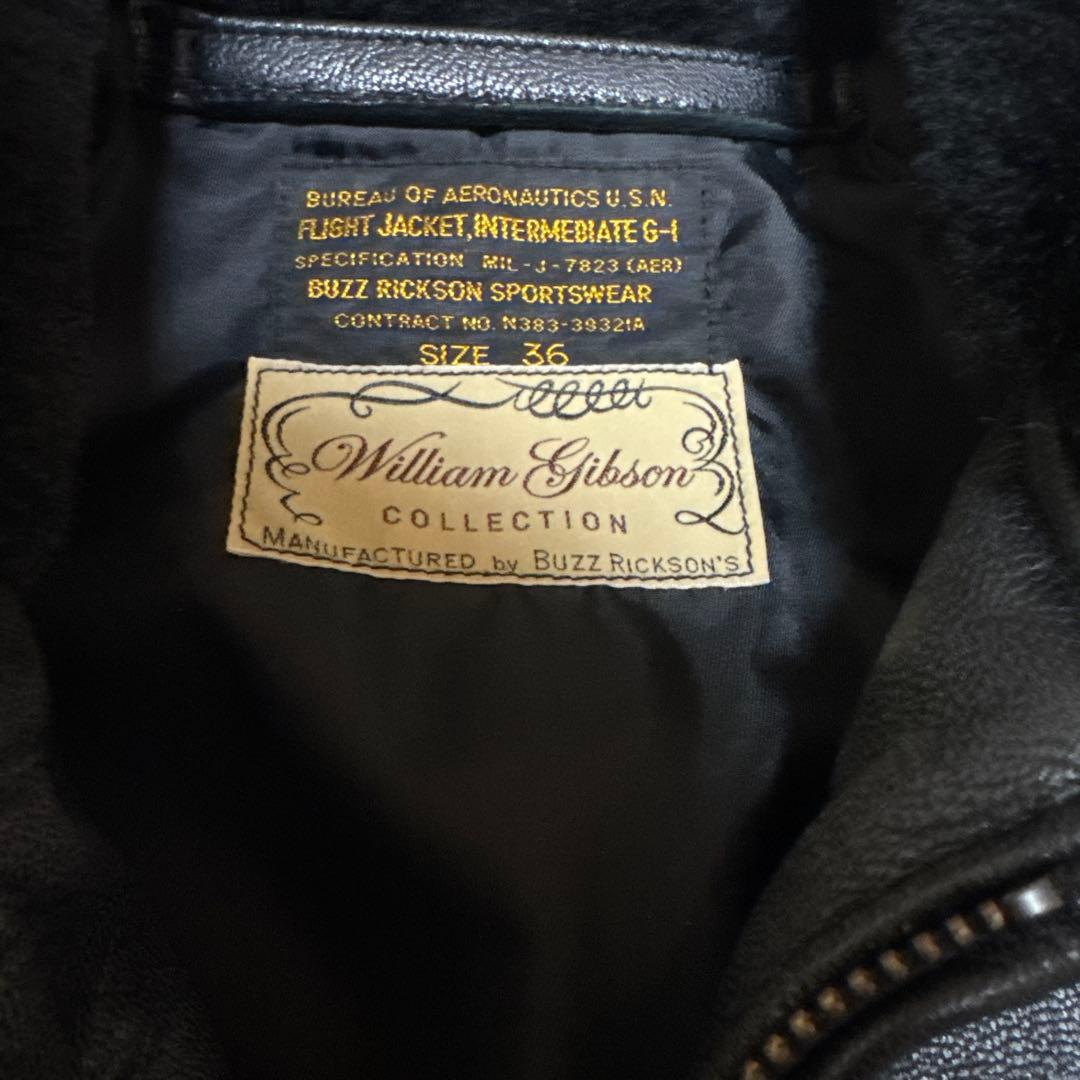 BUREAU OF AERONAUTICS U.S.N.
FLIGHT JACKET, INTERMEDIATE G-1
SPECIFICATION MIL-J-7823 (AER)
BUZZ RICKSON SPORTSWEAR
CONTRACT NO. N383-39321A
SIZE 36
William Gibson
COLLECTION
MANUFACTURED by BUZZ RICKSON'S